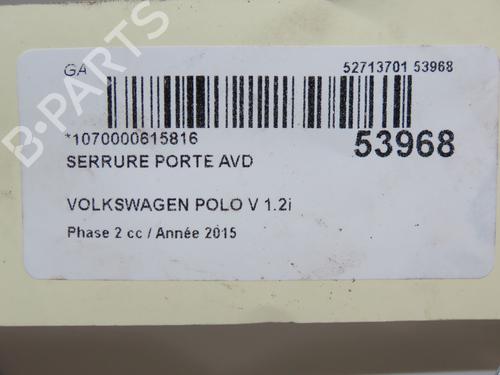 GA 52713701 53968
*1070000615816 53968
SERRURE PORTE AVD
VOLKSWAGEN POLO V 1.2i
Phase 2 cc / Année 2015
B-PARTS